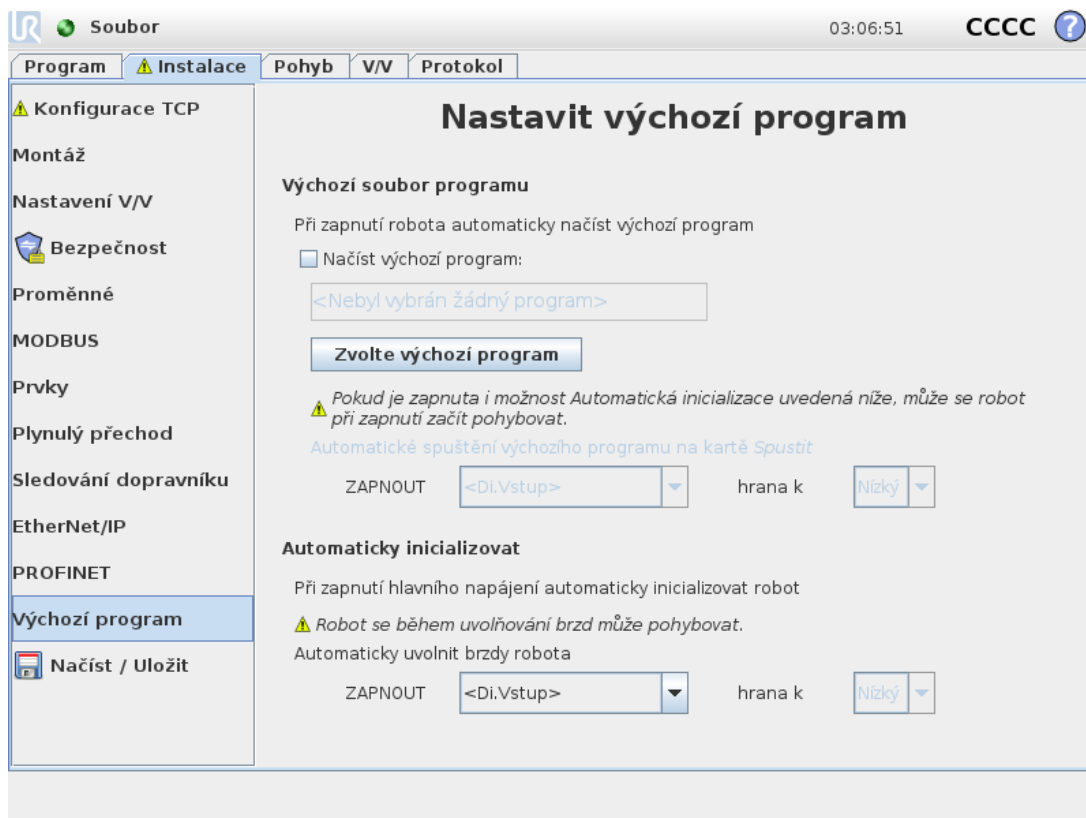 UR Soubor 03:06:51 CCCC ?
Program Instalace Pohyb V/V Protokol
Konfigurace TCP
Montáž
Nastavení V/V
Bezpečnost
Proměnné
MODBUS
Prvky
Plynulý přechod
Sledování dopravníku
EtherNet/IP
PROFINET
Výchozí program
Načíst / Uložit
Nastavit výchozí program
Výchozí soubor programu
Při zapnutí robota automaticky načíst výchozí program
Načíst výchozí program:
<Nebyl vybrán žádný program>
Zvolte výchozí program
Pokud je zapnuta i možnost Automatická inicializace uvedená níže, může se robot
při zapnutí začít pohybovat.
Automatické spuštění výchozího programu na kartě Spustit
ZAPNOUT <Di.Vstup> hrana k Nízký
Automaticky inicializovat
Při zapnutí hlavního napájení automaticky inicializovat robot
Robot se během uvolňování brzd může pohybovat.
Automaticky uvolnit brzdy robota
ZAPNOUT <Di.Vstup> hrana k Nízký